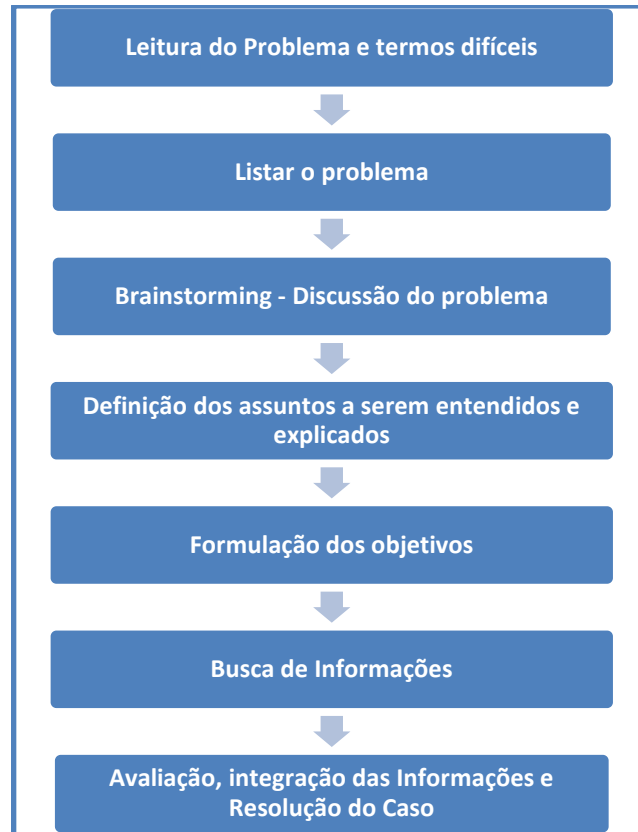 Leitura do Problema e termos difíceis
Listar o problema
Brainstorming - Discussão do problema
Definição dos assuntos a serem entendidos e
explicados
Formulação dos objetivos
Busca de Informações
Avaliação, integração das Informações e
Resolução do Caso